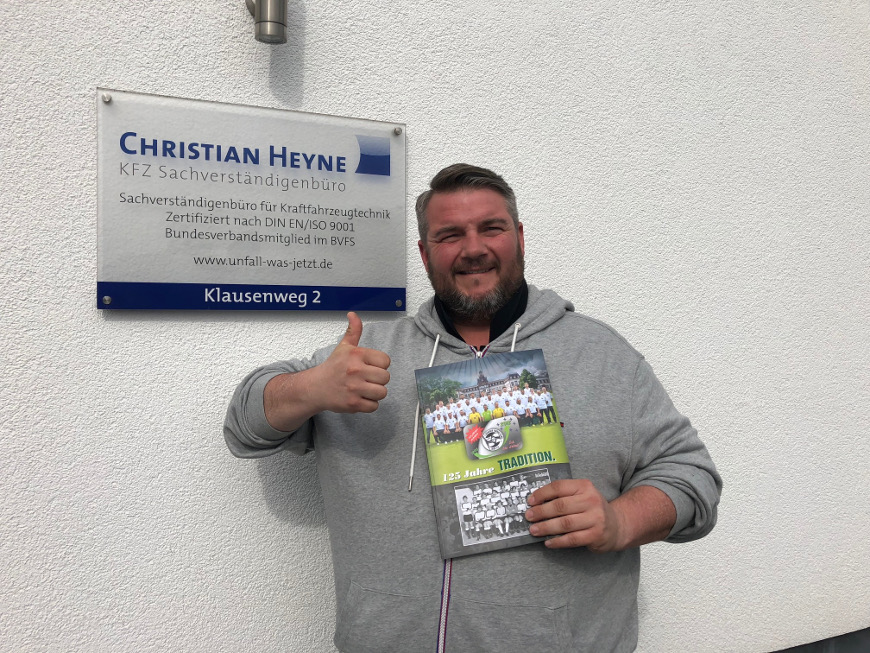 CHRISTIAN HEYNE
KFZ Sachverständigenbüro
Sachverständigenbüro für Kraftfahrzeugtechnik
Zertifiziert nach DIN EN/ISO 9001
Bundesverbandsmitglied im BVFS
www.unfall-was-jetzt.de
Klausenweg 2
125 Jahre TRADITION.